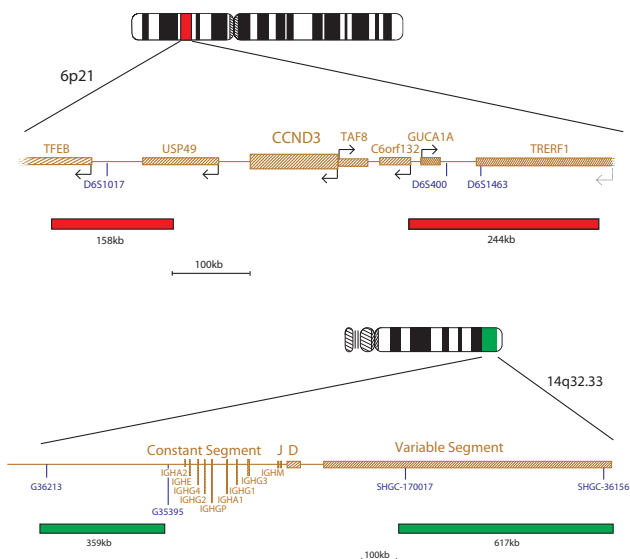 6p21
TFEB
USP49
CCND3
TAF8
C6orf132
GUCA1A
TRERF1
D6S1017
D6S400
D6S1463
158kb
244kb
100kb
14q32.33
Constant Segment
J
D
Variable Segment
IGHA2
IGHE
IGHG4
IGHG2
IGHGP
IGHA1
IGHG1
IGHG3
IGHM
G36213
G35395
SHGC-170017
SHGC-36156
359kb
100kb
617kb